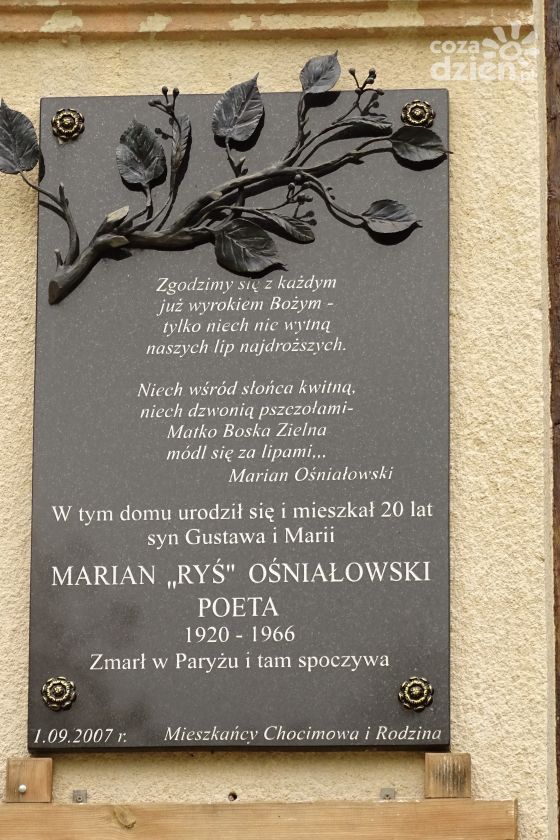 coza
dzien.pl
Zgodzimy się z każdym
już wyrokiem Bożym -
tylko niech nie wytną
naszych lip najdroższych.
Niech wśród słońca kwitną,
niech dzwonią pszczołami-
Matko Boska Zielna
módl się za lipami,..
Marian Ośniałowski
W tym domu urodził się i mieszkał 20 lat
syn Gustawa i Marii
MARIAN „RYŚ" OŚNIAŁOWSKI
POETA
1920 - 1966
Zmarł w Paryżu i tam spoczywa
1.09.2007 r. Mieszkańcy Chocimowa i Rodzina